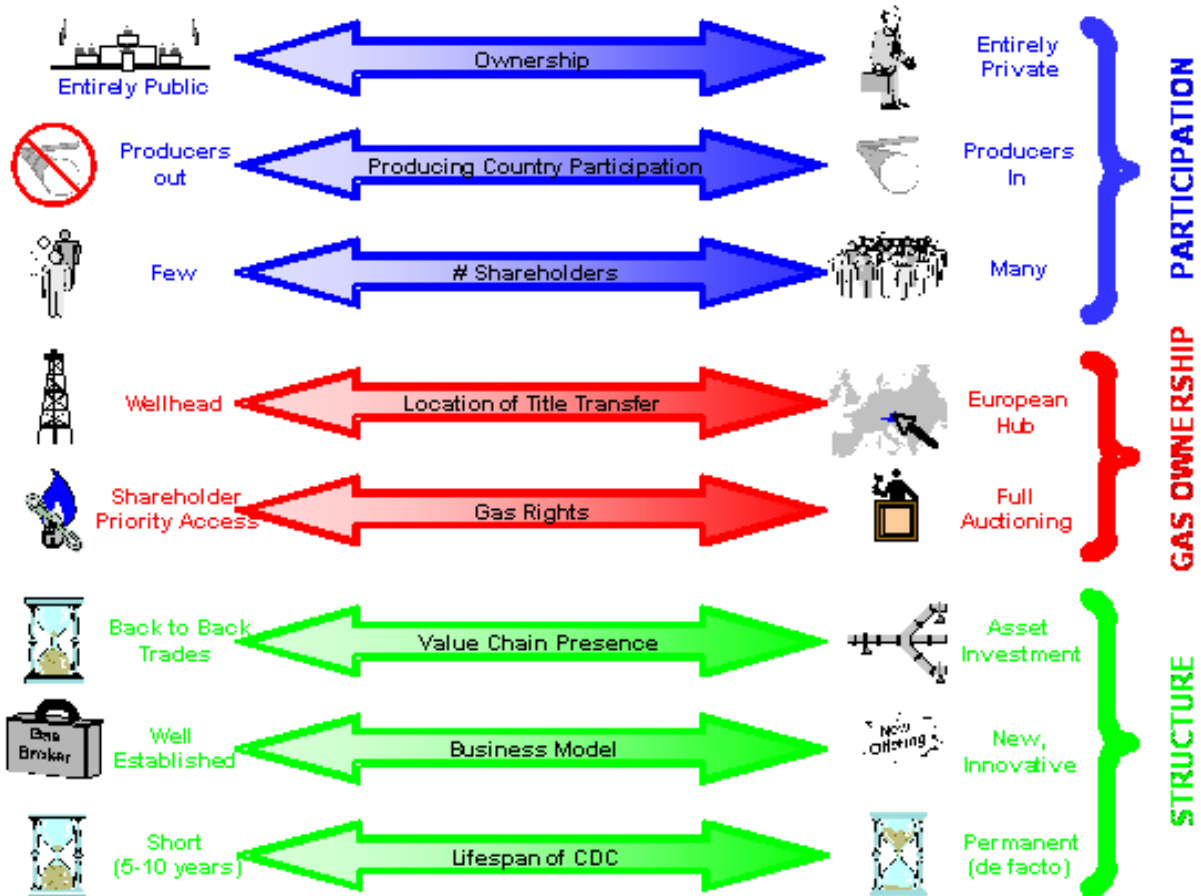 Entirely Public
Ownership
Entirely
Private
Producers
out
Producing Country Participation
Producers
In
Few
# Shareholders
Many
PARTICIPATION
Wellhead
Location of Title Transfer
European
Hub
Shareholder
Priority Access
Gas Rights
Full
Auctioning
GAS OWNERSHIP
Back to Back
Trades
Value Chain Presence
Asset
Investment
Gas
Broker
Well
Established
Business Model
New
Offering
New,
Innovative
Short
(5-10 years)
Lifespan of CDC
Permanent
(de facto)
STRUCTURE